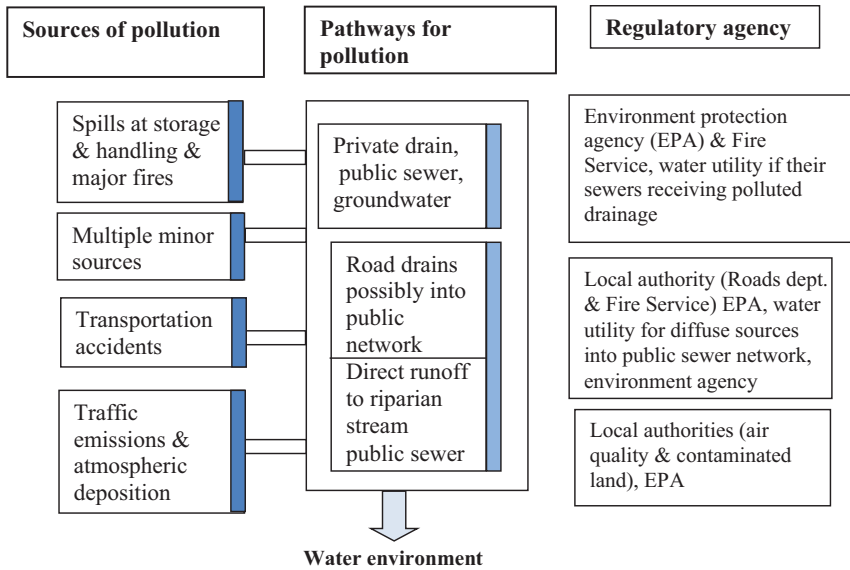 Sources of pollution
Pathways for
pollution
Regulatory agency
Spills at storage
& handling &
major fires
Multiple minor
sources
Transportation
accidents
Traffic
emissions &
atmospheric
deposition
Private drain,
public sewer,
groundwater
Road drains
possibly into
public
network
Direct runoff
to riparian
stream
public sewer
Environment protection
agency (EPA) & Fire
Service, water utility if their
sewers receiving polluted
drainage
Local authority (Roads dept.
& Fire Service) EPA, water
utility for diffuse sources
into public sewer network,
environment agency
Local authorities (air
quality & contaminated
land), EPA
Water environment